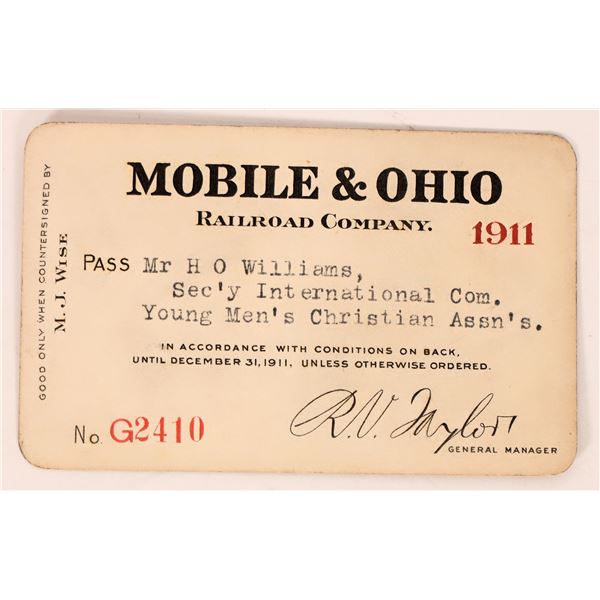 GOOD ONLY WHEN COUNTERSIGNED BY
M. J. WISE
MOBILE & OHIO
RAILROAD COMPANY.
1911
PASS Mr H O Williams,
Sec'y International Com.
Young Men's Christian Assn's.
IN ACCORDANCE WITH CONDITIONS ON BACK,
UNTIL DECEMBER 31, 1911, UNLESS OTHERWISE ORDERED.
No. G2410
R.V. Taylor
GENERAL MANAGER